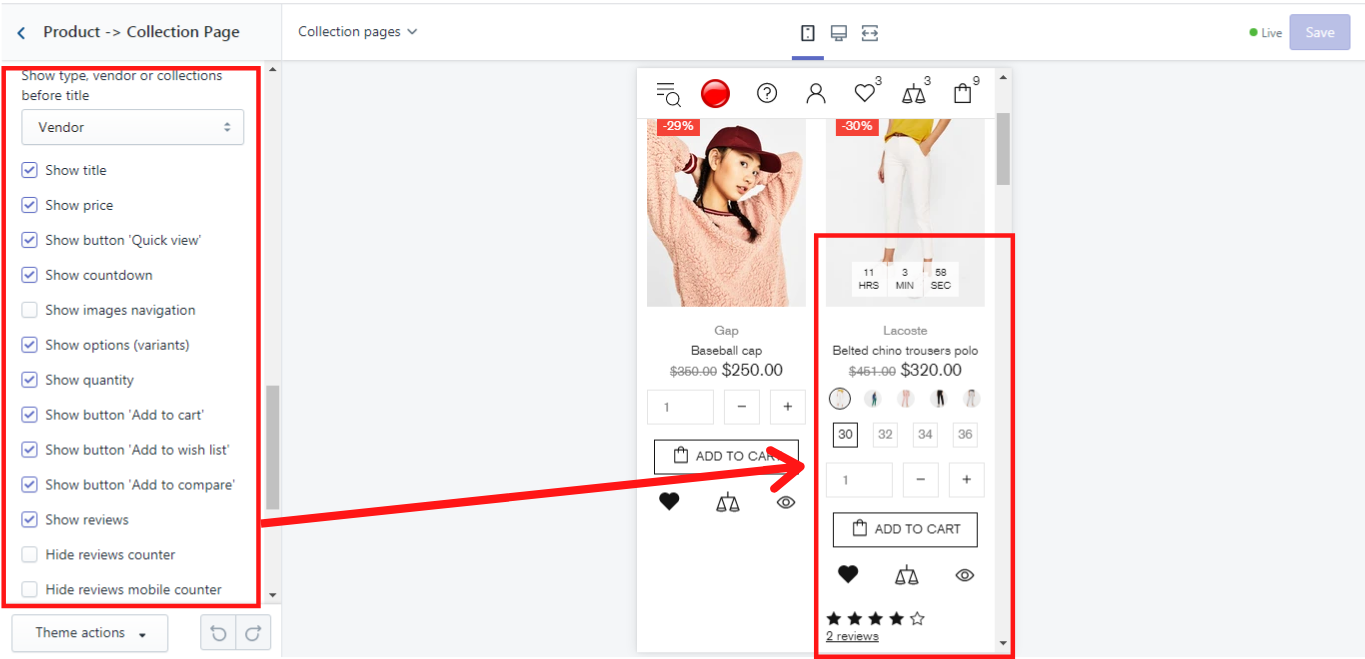 Product -> Collection Page
Collection pages
Live
Save
Show type, vendor or collections
before title
Vendor
Show title
Show price
Show button 'Quick view'
Show countdown
Show images navigation
Show options (variants)
Show quantity
Show button 'Add to cart'
Show button 'Add to wish list'
Show button 'Add to compare'
Show reviews
Hide reviews counter
Hide reviews mobile counter
Theme actions
3
3
9
-29%
Gap
Baseball cap
$350.00 $250.00
1
− +
ADD TO CART
-30%
11 3 58
HRS MIN SEC
Lacoste
Belted chino trousers polo
$451.00 $320.00
30 32 34 36
1
− +
ADD TO CART
2 reviews